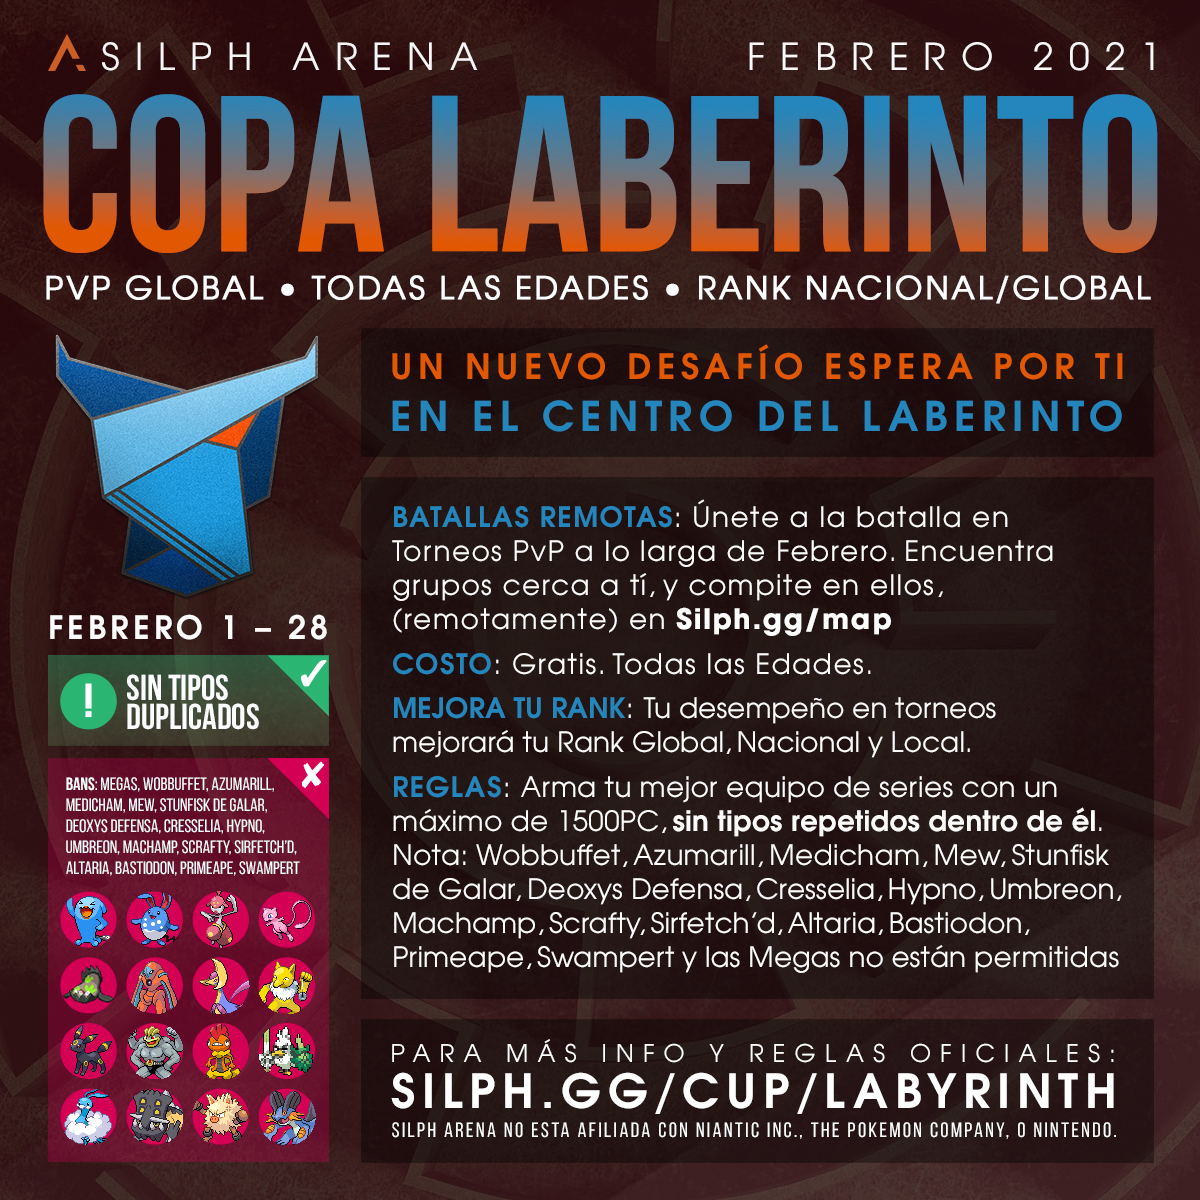 SILPH ARENA
FEBRERO 2021
COPA LABERINTO
PVP GLOBAL • TODAS LAS EDADES • RANK NACIONAL/GLOBAL
UN NUEVO DESAFÍO ESPERA POR TI
EN EL CENTRO DEL LABERINTO
FEBRERO 1 – 28
!
SIN TIPOS
DUPLICADOS
BANS: MEGAS, WOBBUFFET, AZUMARILL,
MEDICHAM, MEW, STUNFISK DE GALAR,
DEOXYS DEFENSA, CRESSELIA, HYPNO,
UMBREON, MACHAMP, SCRAFTY, SIRFETCH'D,
ALTARIA, BASTIODON, PRIMEAPE, SWAMPERT
BATALLAS REMOTAS: Únete a la batalla en
Torneos PvP a lo larga de Febrero. Encuentra
grupos cerca a tí, y compite en ellos,
(remotamente) en Silph.gg/map
COSTO: Gratis. Todas las Edades.
MEJORA TU RANK: Tu desempeño en torneos
mejorará tu Rank Global, Nacional y Local.
REGLAS: Arma tu mejor equipo de series con un
máximo de 1500PC, sin tipos repetidos dentro de él.
Nota: Wobbuffet, Azumarill, Medicham, Mew, Stunfisk
de Galar, Deoxys Defensa, Cresselia, Hypno, Umbreon,
Machamp, Scrafty, Sirfetch'd, Altaria, Bastiodon,
Primeape, Swampert y las Megas no están permitidas
PARA MÁS INFO Y REGLAS OFICIALES:
SILPH.GG/CUP/LABYRINTH
SILPH ARENA NO ESTA AFILIADA CON NIANTIC INC., THE POKEMON COMPANY, O NINTENDO.